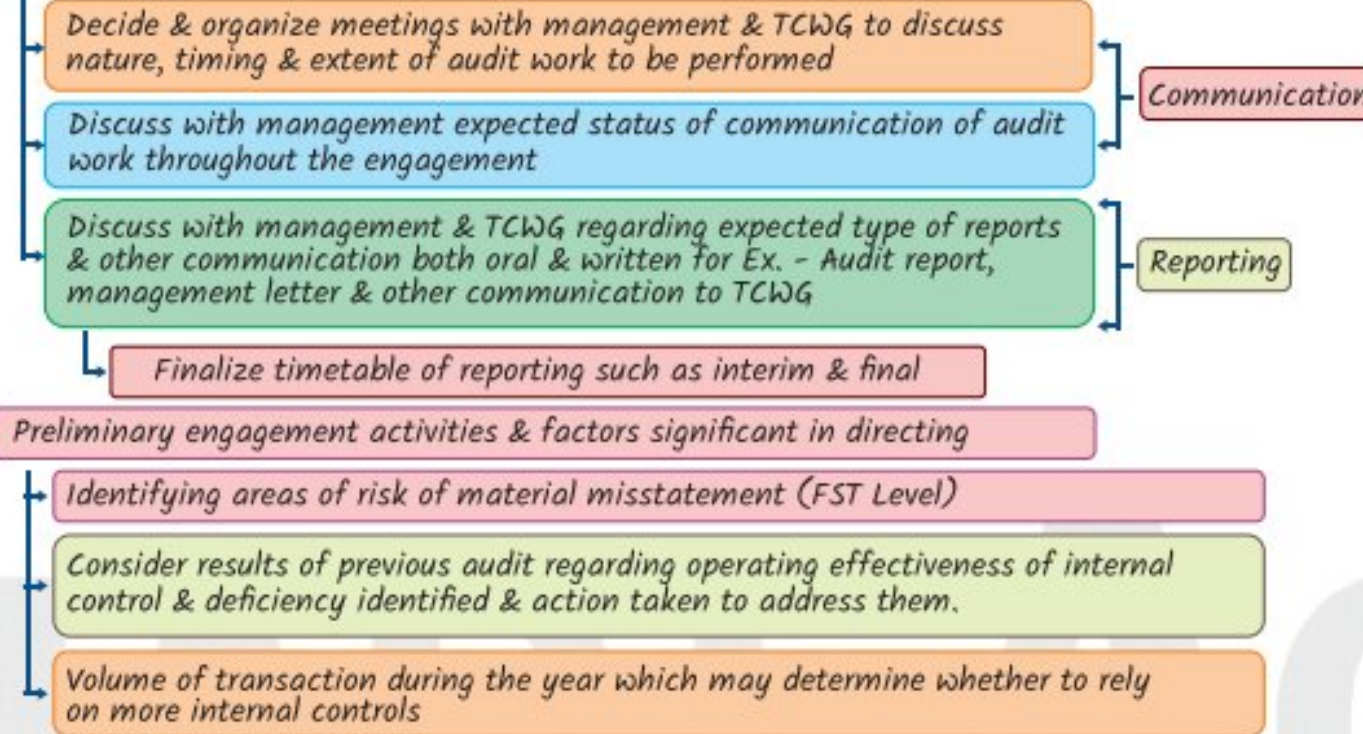 Decide & organize meetings with management & TCWG to discuss
nature, timing & extent of audit work to be performed
Communication
Discuss with management expected status of communication of audit
work throughout the engagement
Discuss with management & TCWG regarding expected type of reports
& other communication both oral & written for Ex. - Audit report,
management letter & other communication to TCWG
Reporting
Finalize timetable of reporting such as interim & final
Preliminary engagement activities & factors significant in directing
Identifying areas of risk of material misstatement (FST Level)
Consider results of previous audit regarding operating effectiveness of internal
control & deficiency identified & action taken to address them.
Volume of transaction during the year which may determine whether to rely
on more internal controls